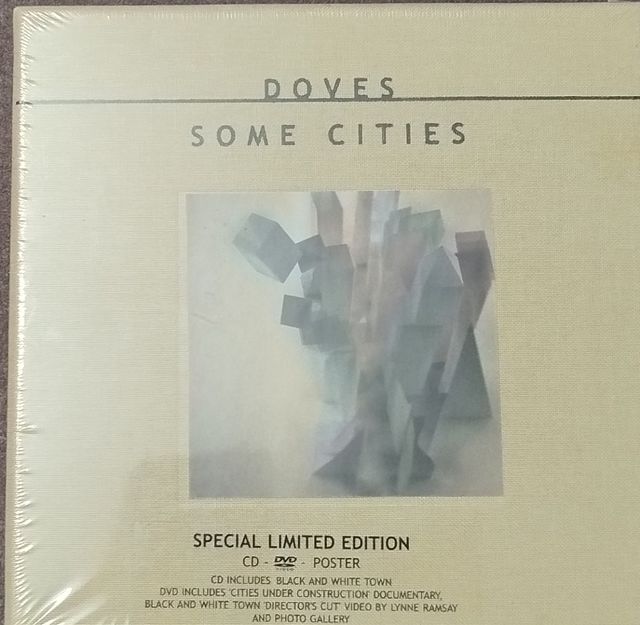 DOVES
SOME CITIES
SPECIAL LIMITED EDITION
CD - DVD VIDEO - POSTER
CD INCLUDES BLACK AND WHITE TOWN
DVD INCLUDES 'CITIES UNDER CONSTRUCTION' DOCUMENTARY,
BLACK AND WHITE TOWN 'DIRECTOR'S CUT' VIDEO BY LYNNE RAMSAY
AND PHOTO GALLERY